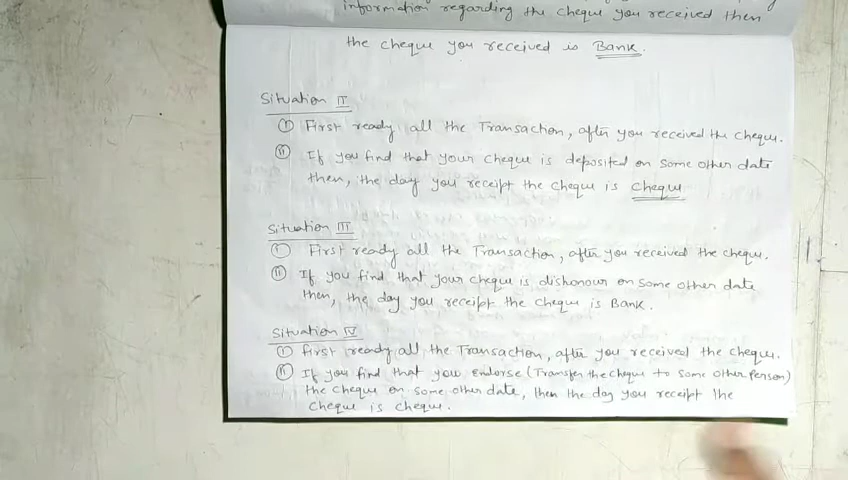 information regarding the cheque you received then
the cheque you received is Bank.
Situation II
(i) First ready all the Transaction, after you received the cheque.
(ii) If you find that your cheque is deposited on some other date
then, the day you receipt the cheque is cheque
Situation III
(i) First ready all the Transaction, after you received the cheque.
(ii) If you find that your cheque is dishonour on some other date
then, the day you receipt the cheque is Bank.
Situation IV
(i) First ready all the Transaction, after you received the cheque.
(ii) If you find that you Endorse (Transfer the cheque to some other person)
the cheque on some other date, then the day you receipt the
cheque is cheque.